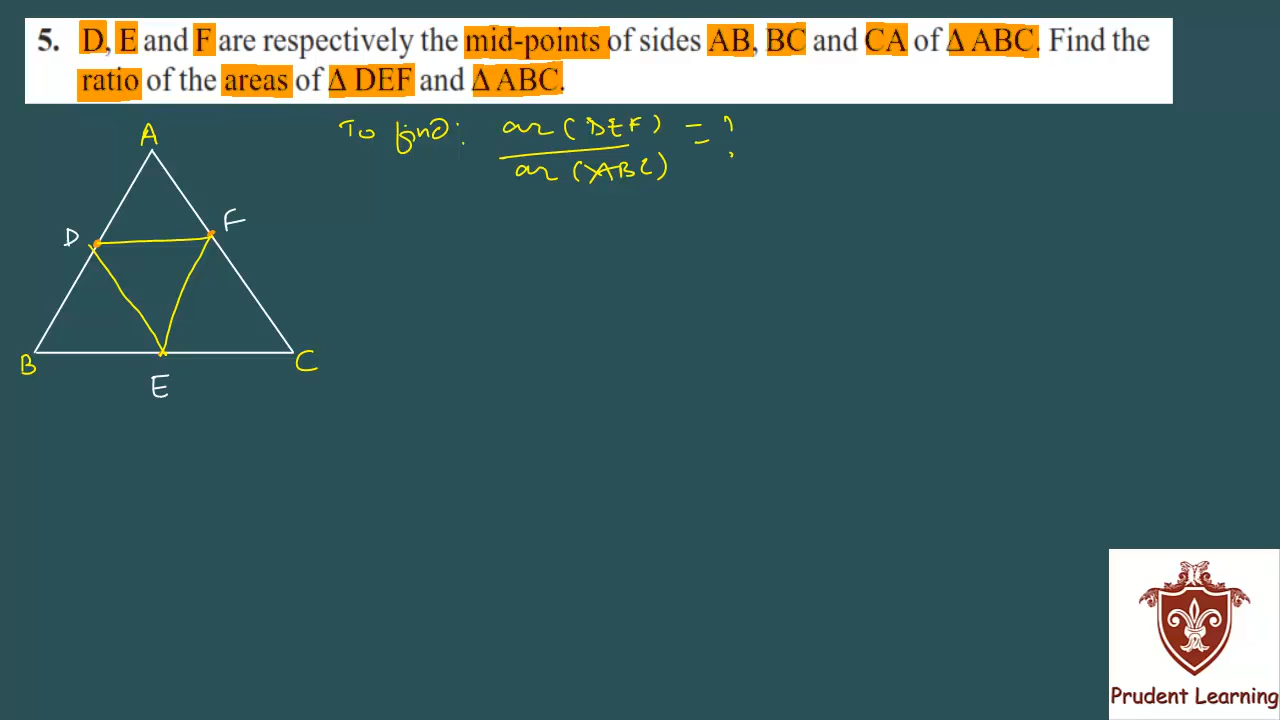 5. D, E and F are respectively the mid-points of sides AB, BC and CA of Δ ABC. Find the
ratio of the areas of Δ DEF and Δ ABC.
To find: ar (DEF) = ?
ar (ABC)
A
D
F
B
C
E
Prudent Learning